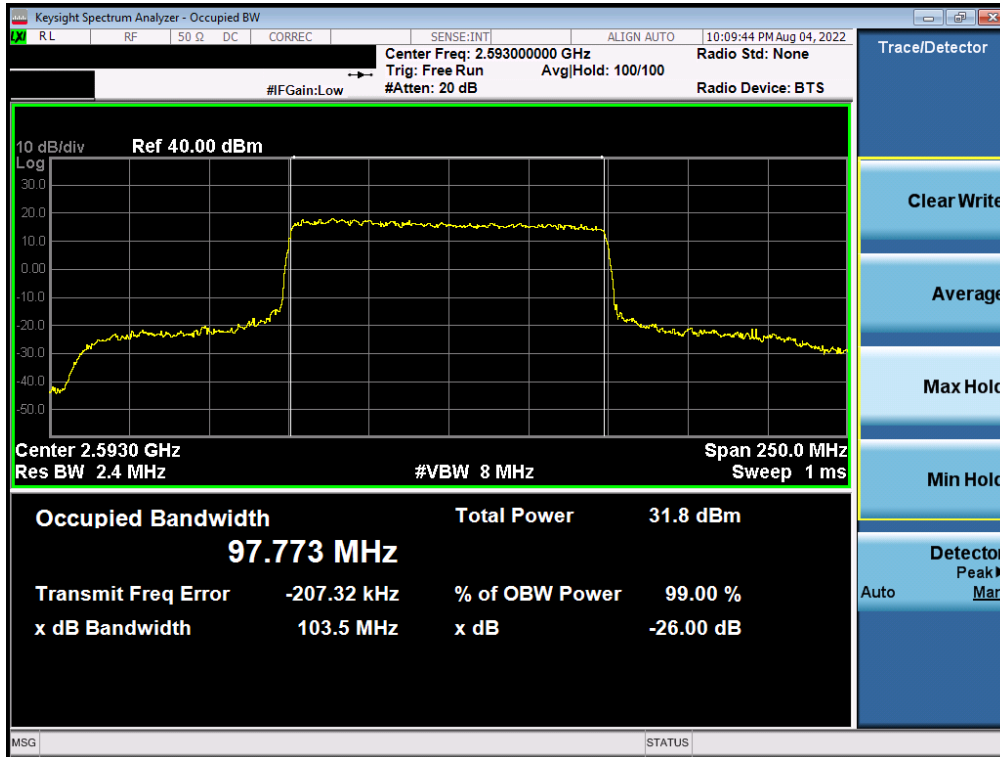 Keysight Spectrum Analyzer - Occupied BW
LXI RL RF 50 Ω DC CORREC SENSE:INT ALIGN AUTO 10:09:44 PM Aug 04, 2022
Center Freq: 2.593000000 GHz Radio Std: None
Trig: Free Run Avg|Hold: 100/100
#IFGain:Low #Atten: 20 dB Radio Device: BTS
10 dB/div Ref 40.00 dBm
Log
30.0
20.0
10.0
0.00
-10.0
-20.0
-30.0
-40.0
-50.0
Center 2.5930 GHz Span 250.0 MHz
Res BW 2.4 MHz #VBW 8 MHz Sweep 1 ms
Occupied Bandwidth Total Power 31.8 dBm
97.773 MHz
Transmit Freq Error -207.32 kHz % of OBW Power 99.00 %
x dB Bandwidth 103.5 MHz x dB -26.00 dB
MSG STATUS
Trace/Detector
Clear Write
Average
Max Hold
Min Hold
Detector
Peak
Auto Man